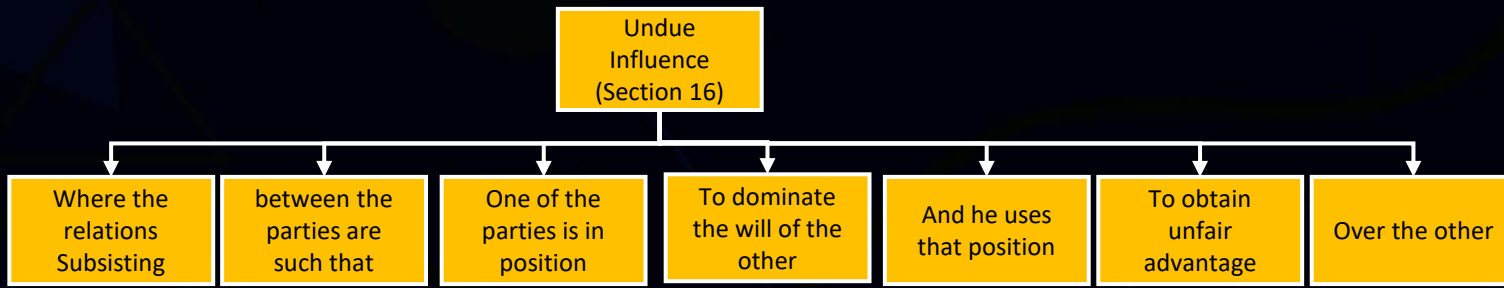 Undue
Influence
(Section 16)
Where the
relations
Subsisting
between the
parties are
such that
One of the
parties is in
position
To dominate
the will of the
other
And he uses
that position
To obtain
unfair
advantage
Over the other